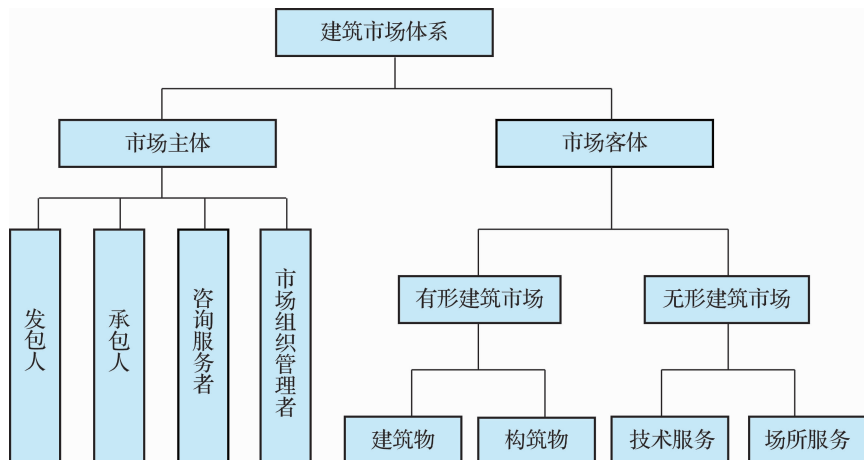 建筑市场体系
市场主体
市场客体
发包人
承包人
咨询服务者
市场组织管理者
有形建筑市场
无形建筑市场
建筑物
构筑物
技术服务
场所服务